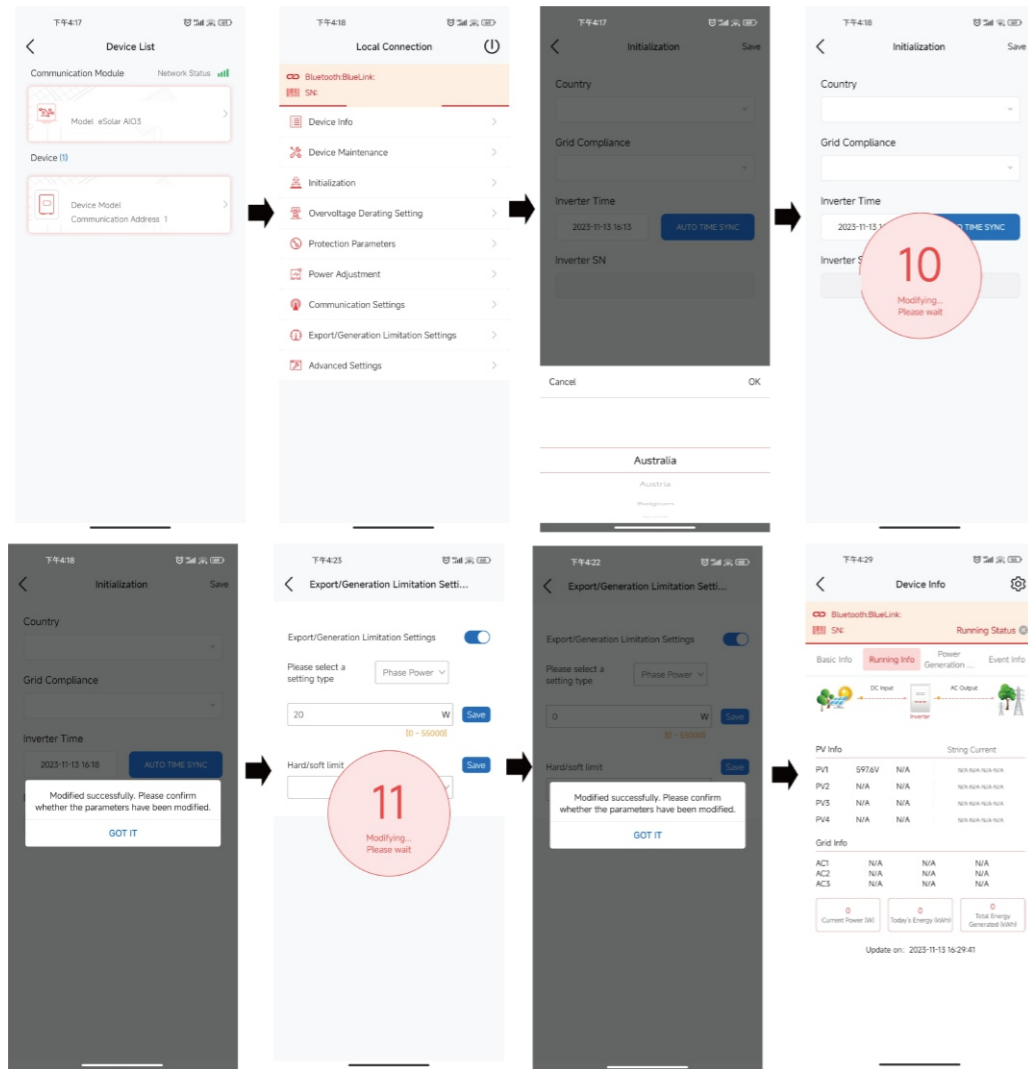 下午4:17
Device List
Communication Module Network Status
Model eSolar AIO3
Device (1)
Device Model
Communication Address 1
下午4:18
Local Connection
Bluetooth:BlueLink:
SN:
Device Info
Device Maintenance
Initialization
Overvoltage Derating Setting
Protection Parameters
Power Adjustment
Communication Settings
Export/Generation Limitation Settings
Advanced Settings
下午4:17
Initialization Save
Country
Grid Compliance
Inverter Time
2023-11-13 16:13 AUTO TIME SYNC
Inverter SN
Cancel OK
Australia
Austria
Belgium
下午4:18
Initialization Save
Country
Grid Compliance
Inverter Time
2023-11-13 1 O TIME SYNC
Inverter S
10
Modifying...
Please wait
下午4:18
Initialization Save
Country
Grid Compliance
Inverter Time
2023-11-13 16:18 AUTO TIME SYNC
Modified successfully. Please confirm
whether the parameters have been modified.
GOT IT
下午4:23
Export/Generation Limitation Setti...
Export/Generation Limitation Settings
Please select a
setting type
Phase Power
20 W Save
[0 - 55000]
Hard/soft limit Save
11
Modifying...
Please wait
下午4:22
Export/Generation Limitation Setti...
Export/Generation Limitation Settings
Please select a
setting type
Phase Power
0 W Save
[0 - 55000]
Hard/soft limit Save
Modified successfully. Please confirm
whether the parameters have been modified.
GOT IT
下午4:29
Device Info
Bluetooth:BlueLink:
SN: Running Status
Basic Info Running Info Power Generation ... Event Info
DC Input AC Output
Inverter
PV Info String Current
PV1 597.6V N/A N/A N/A N/A N/A
PV2 N/A N/A N/A N/A N/A N/A
PV3 N/A N/A N/A N/A N/A N/A
PV4 N/A N/A N/A N/A N/A N/A
Grid Info
AC1 N/A N/A N/A
AC2 N/A N/A N/A
AC3 N/A N/A N/A
0 0 0
Current Power (W) Today's Energy (kWh) Total Energy
Generated (kWh)
Update on: 2023-11-13 16:29:41